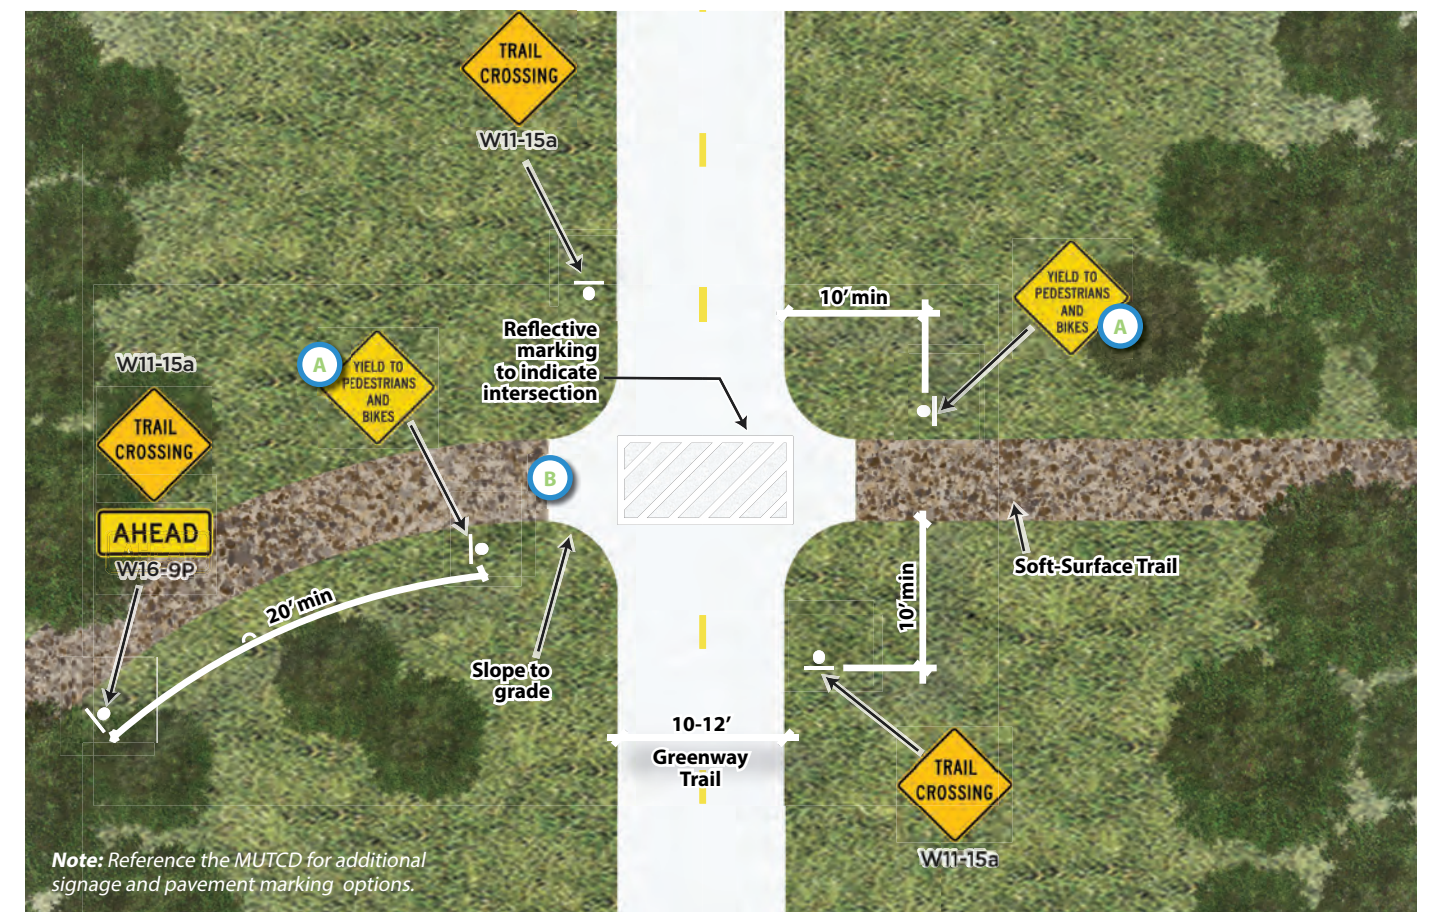 TRAIL
CROSSING
W11-15a
YIELD TO
PEDESTRIANS
AND
BIKES
A
10’ min
Reflective
marking
to indicate
intersection
W11-15a
TRAIL
CROSSING
AHEAD
W16-9P
A
YIELD TO
PEDESTRIANS
AND
BIKES
B
20’ min
Slope to
grade
Soft-Surface Trail
10’ min
10-12’
Greenway
Trail
TRAIL
CROSSING
W11-15a
Note: Reference the MUTCD for additional
signage and pavement marking options.